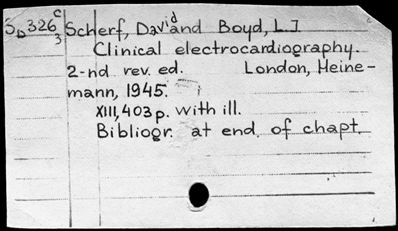 S_D 326 c/3 Scherf, David and Boyd, L.J
Clinical electrocardiography.
2-nd rev. ed. London, Heine-
mann, 1945.
XIII, 403 p. with ill.
Bibliogr. at end. of chapt.